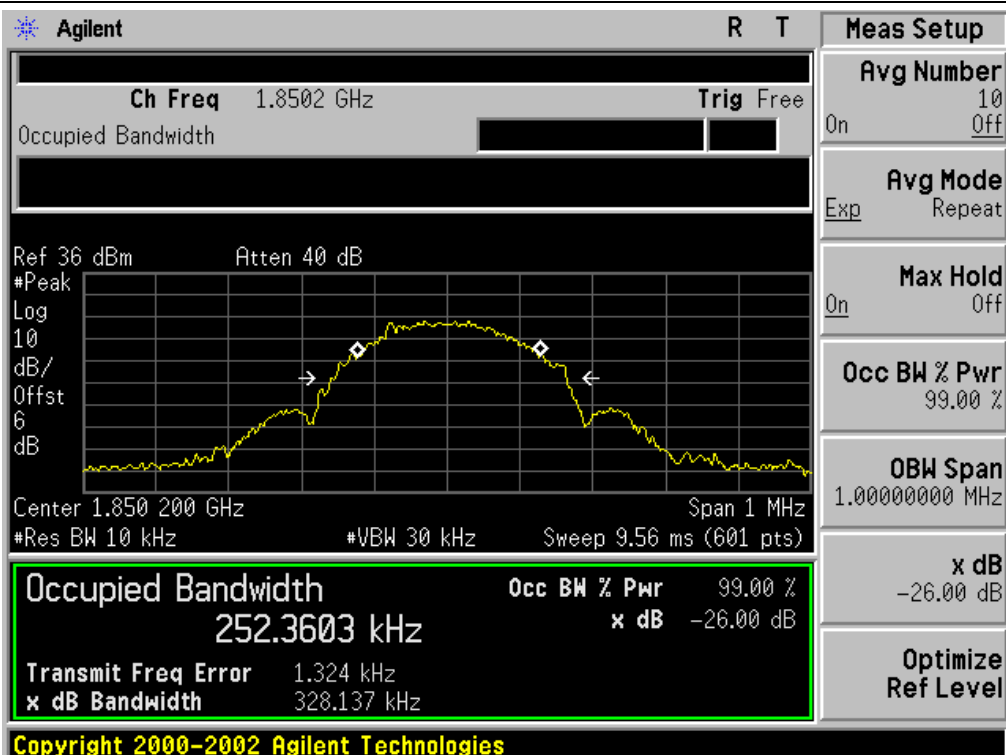 Agilent R T
Ch Freq 1.8502 GHz Trig Free
Occupied Bandwidth
Ref 36 dBm Atten 40 dB
#Peak
Log
10
dB/
Offst
6
dB
Center 1.850 200 GHz Span 1 MHz
#Res BW 10 kHz #VBW 30 kHz Sweep 9.56 ms (601 pts)
Occupied Bandwidth Occ BW % Pwr 99.00 %
252.3603 kHz x dB -26.00 dB
Transmit Freq Error 1.324 kHz
x dB Bandwidth 328.137 kHz
Copyright 2000-2002 Agilent Technologies
Meas Setup
Avg Number
10
On Off
Avg Mode
Exp Repeat
Max Hold
On Off
Occ BW % Pwr
99.00 %
OBW Span
1.00000000 MHz
x dB
-26.00 dB
Optimize
Ref Level